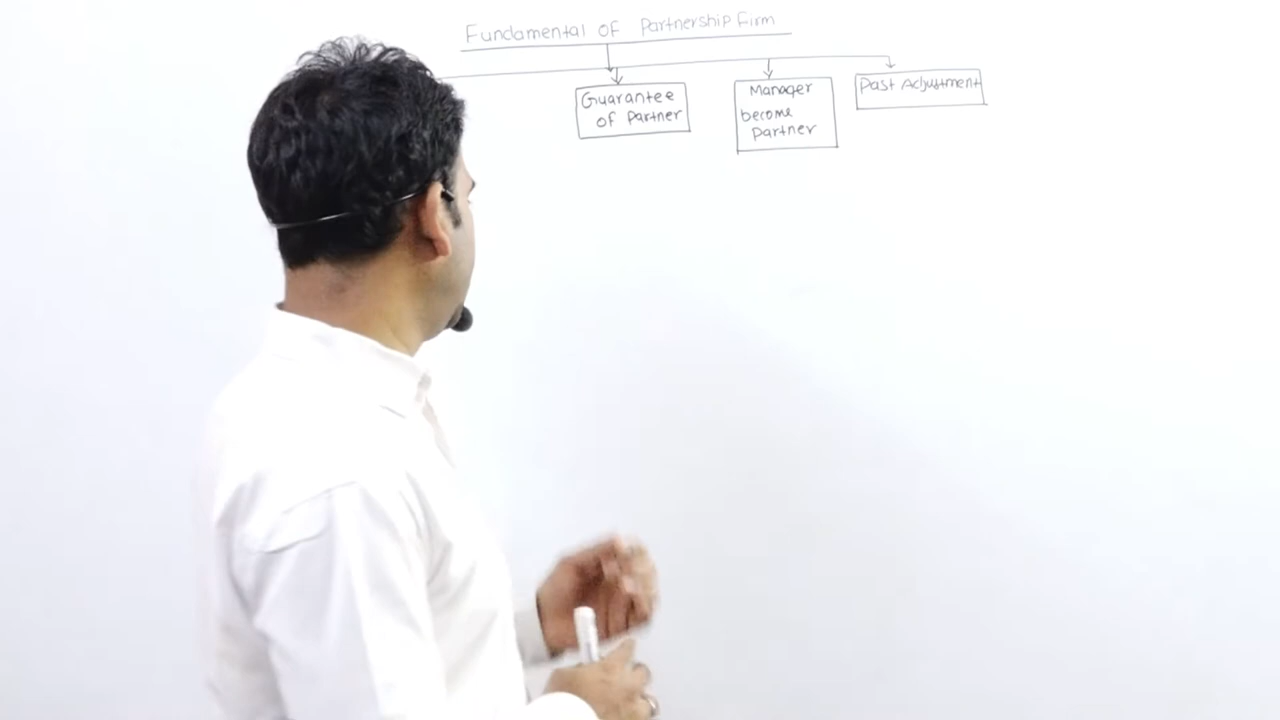 Fundamental OF Partnership Firm
Guarantee
of Partner
Manager
become
Partner
Past Adjustment